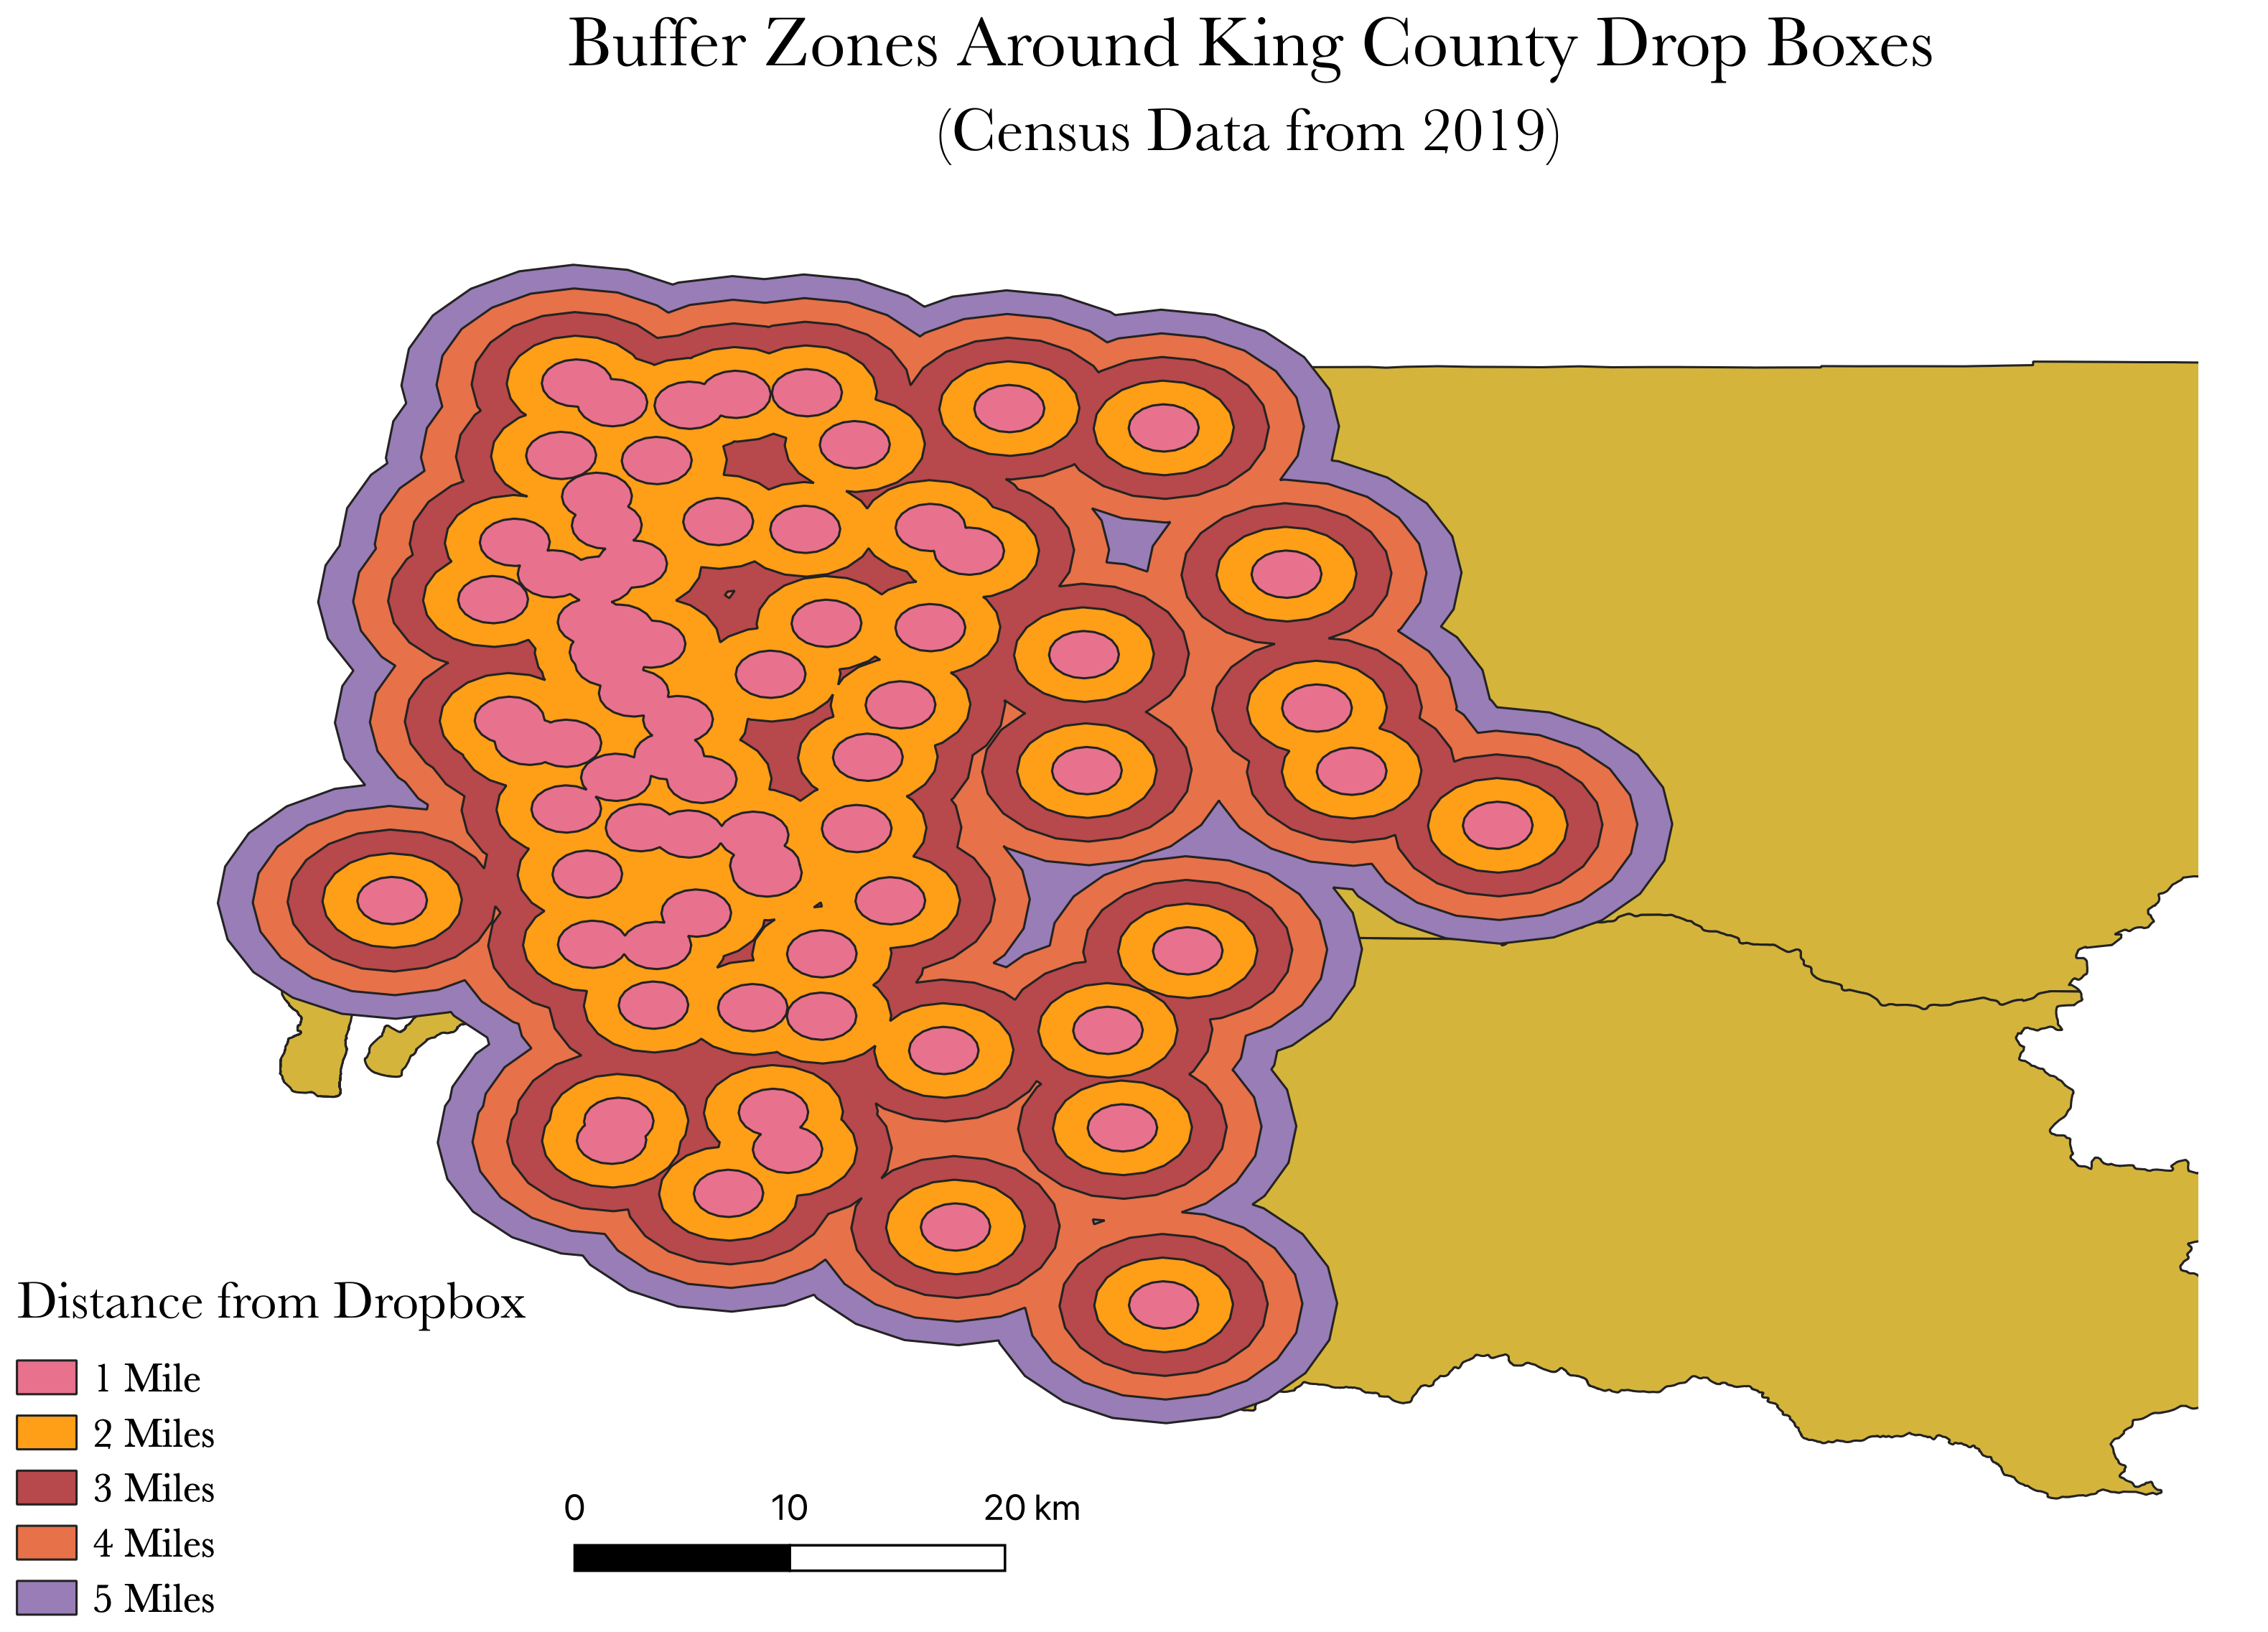 Buffer Zones Around King County Drop Boxes
(Census Data from 2019)
Distance from Dropbox
1 Mile
2 Miles
3 Miles
4 Miles
5 Miles
0 10 20 km